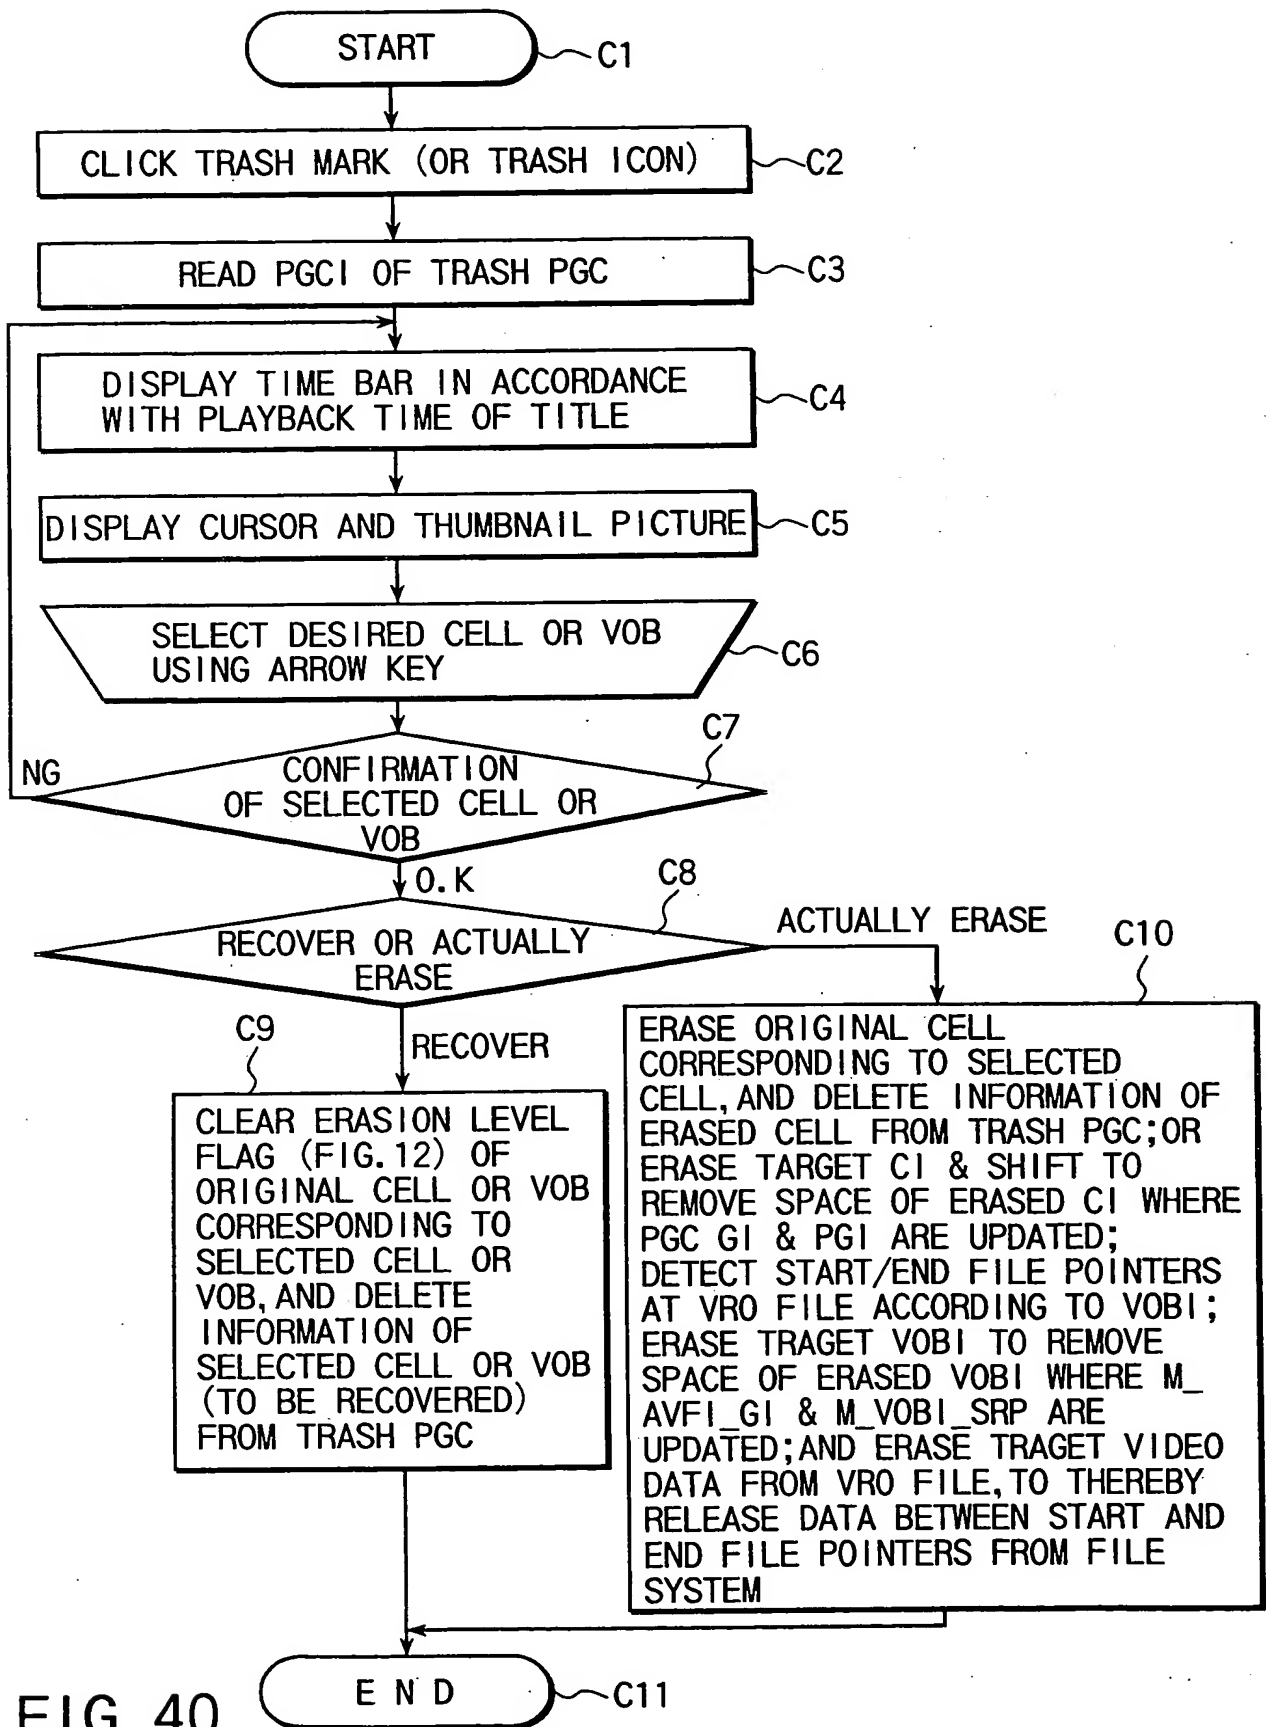 START
C1
CLICK TRASH MARK (OR TRASH ICON)
C2
READ PGCI OF TRASH PGC
C3
DISPLAY TIME BAR IN ACCORDANCE
WITH PLAYBACK TIME OF TITLE
C4
DISPLAY CURSOR AND THUMBNAIL PICTURE
C5
SELECT DESIRED CELL OR VOB
USING ARROW KEY
C6
C7
NG
CONFIRMATION
OF SELECTED CELL OR
VOB
O.K
C8
RECOVER OR ACTUALLY
ERASE
ACTUALLY ERASE
C10
C9
RECOVER
CLEAR ERASION LEVEL
FLAG (FIG.12) OF
ORIGINAL CELL OR VOB
CORRESPONDING TO
SELECTED CELL OR
VOB, AND DELETE
INFORMATION OF
SELECTED CELL OR VOB
(TO BE RECOVERED)
FROM TRASH PGC
ERASE ORIGINAL CELL
CORRESPONDING TO SELECTED
CELL, AND DELETE INFORMATION OF
ERASED CELL FROM TRASH PGC;OR
ERASE TARGET CI & SHIFT TO
REMOVE SPACE OF ERASED CI WHERE
PGC GI & PGI ARE UPDATED;
DETECT START/END FILE POINTERS
AT VRO FILE ACCORDING TO VOBI;
ERASE TRAGET VOBI TO REMOVE
SPACE OF ERASED VOBI WHERE M_
AVFI_GI & M_VOBI_SRP ARE
UPDATED;AND ERASE TRAGET VIDEO
DATA FROM VRO FILE, TO THEREBY
RELEASE DATA BETWEEN START AND
END FILE POINTERS FROM FILE
SYSTEM
END
C11
FIG. 40